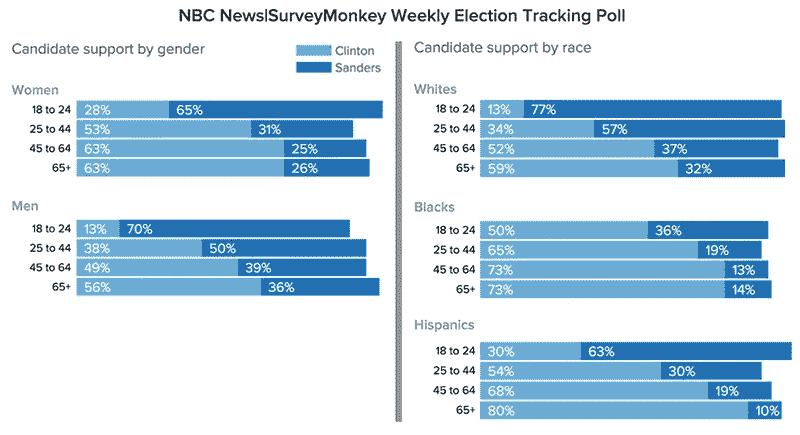 NBC News|SurveyMonkey Weekly Election Tracking Poll
Candidate support by gender
Clinton
Sanders
Women
18 to 24 28% 65%
25 to 44 53% 31%
45 to 64 63% 25%
65+ 63% 26%
Men
18 to 24 13% 70%
25 to 44 38% 50%
45 to 64 49% 39%
65+ 56% 36%
Candidate support by race
Whites
18 to 24 13% 77%
25 to 44 34% 57%
45 to 64 52% 37%
65+ 59% 32%
Blacks
18 to 24 50% 36%
25 to 44 65% 19%
45 to 64 73% 13%
65+ 73% 14%
Hispanics
18 to 24 30% 63%
25 to 44 54% 30%
45 to 64 68% 19%
65+ 80% 10%